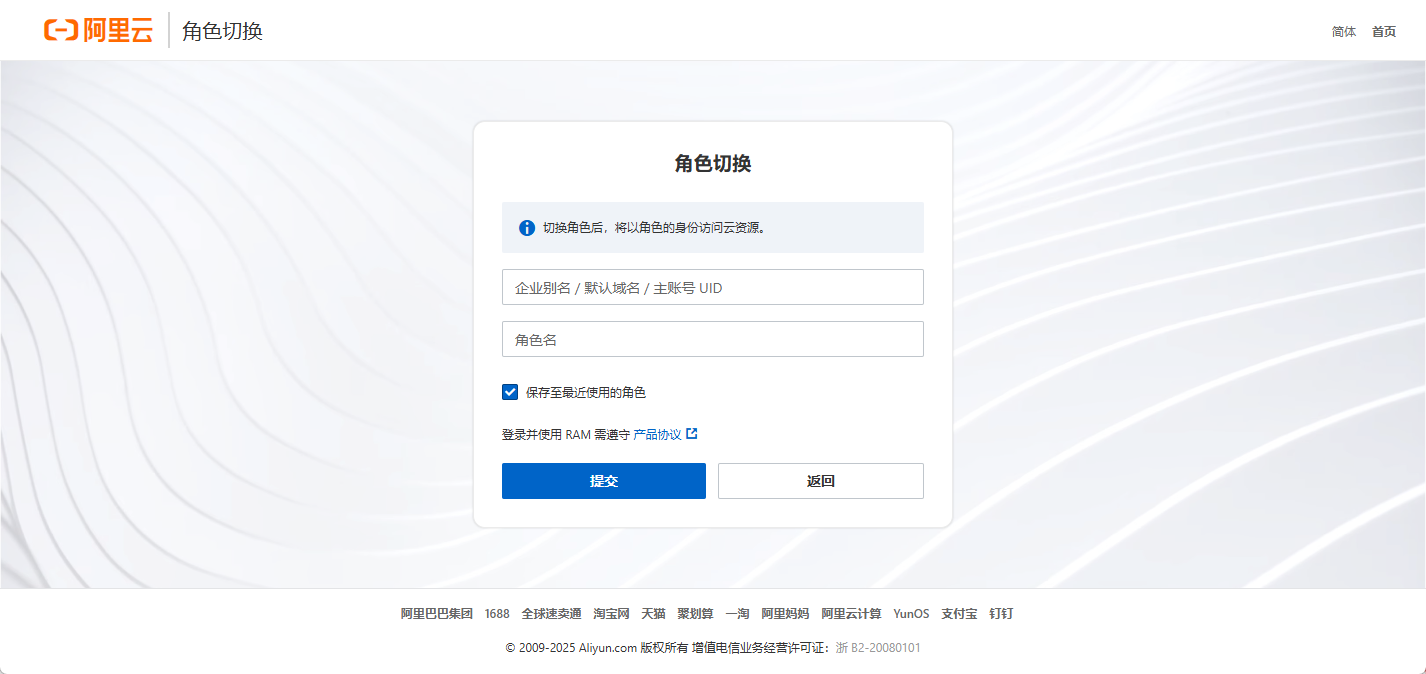 阿里云 角色切换 简体 首页
角色切换
切换角色后，将以角色的身份访问云资源。
企业别名 / 默认域名 / 主账号 UID
角色名
保存至最近使用的角色
登录并使用 RAM 需遵守 产品协议
提交 返回
阿里巴巴集团 1688 全球速卖通 淘宝网 天猫 聚划算 一淘 阿里妈妈 阿里云计算 YunOS 支付宝 钉钉
© 2009-2025 Aliyun.com 版权所有 增值电信业务经营许可证：浙 B2-20080101